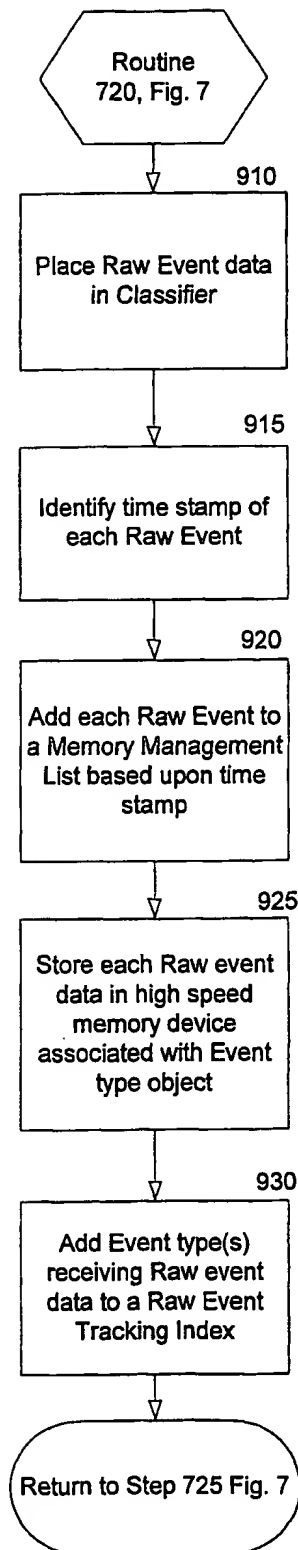 Routine
720, Fig. 7
910
Place Raw Event data
in Classifier
915
Identify time stamp of
each Raw Event
920
Add each Raw Event to
a Memory Management
List based upon time
stamp
925
Store each Raw event
data in high speed
memory device
associated with Event
type object
930
Add Event type(s)
receiving Raw event
data to a Raw Event
Tracking Index
Return to Step 725 Fig. 7